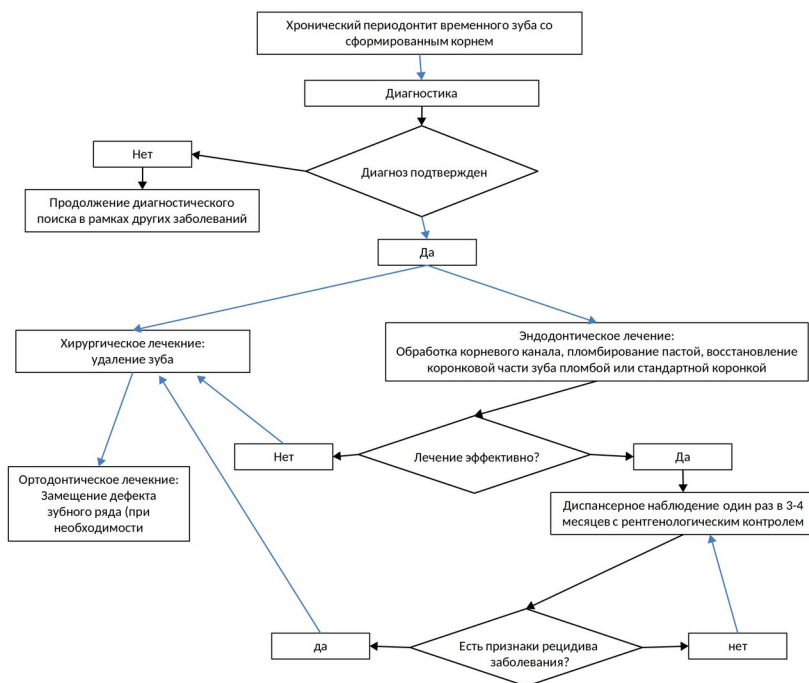 Хронический периодонтит временного зуба со
сформированным корнем
Диагностика
Диагноз подтвержден
Нет
Продолжение диагностического
поиска в рамках других заболеваний
Да
Хирургическое лечекние:
удаление зуба
Эндодонтическое лечение:
Обработка корневого канала, пломбирование пастой, восстановление
коронковой части зуба пломбой или стандартной коронкой
Лечение эффективно?
Нет
Да
Ортодонтическое лечекние:
Замещение дефекта
зубного ряда (при
необходимости
Диспансерное наблюдение один раз в 3-4
месяцев с рентгенологическим контролем
Есть признаки рецидива
заболевания?
да
нет